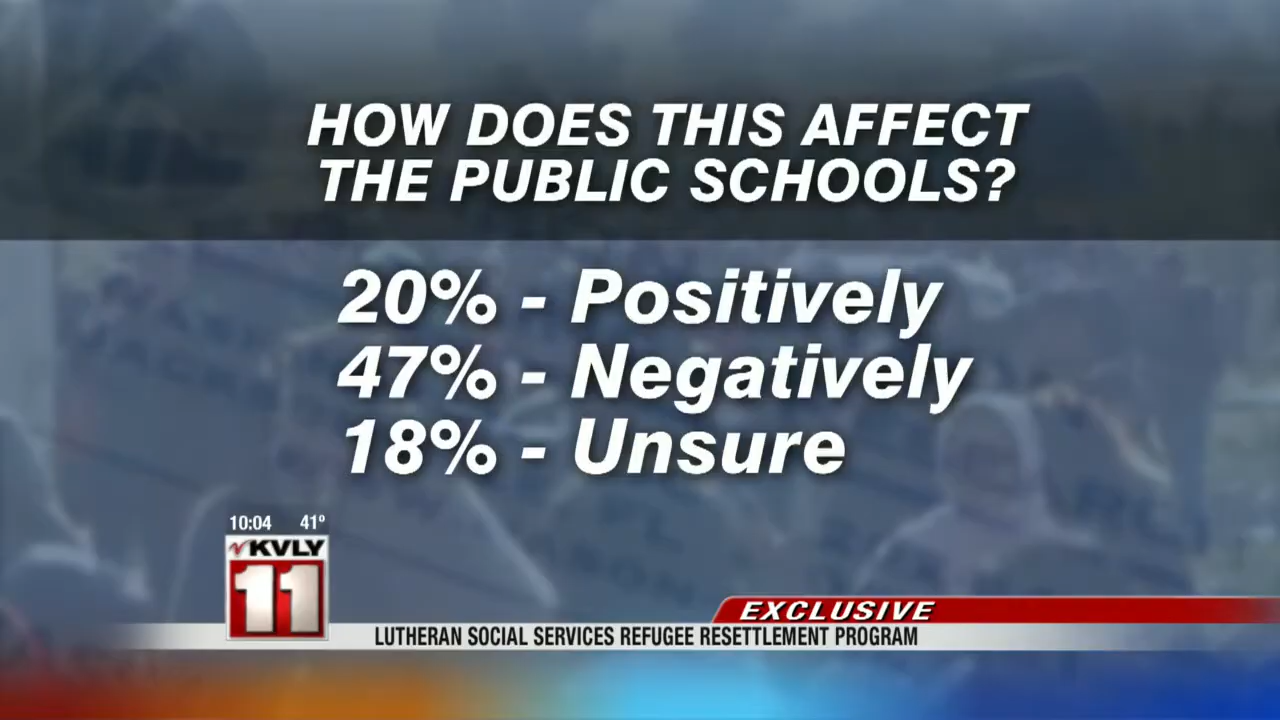 HOW DOES THIS AFFECT
THE PUBLIC SCHOOLS?
20% - Positively
47% - Negatively
18% - Unsure
10:04 41º
KVLY
11
EXCLUSIVE
LUTHERAN SOCIAL SERVICES REFUGEE RESETTLEMENT PROGRAM